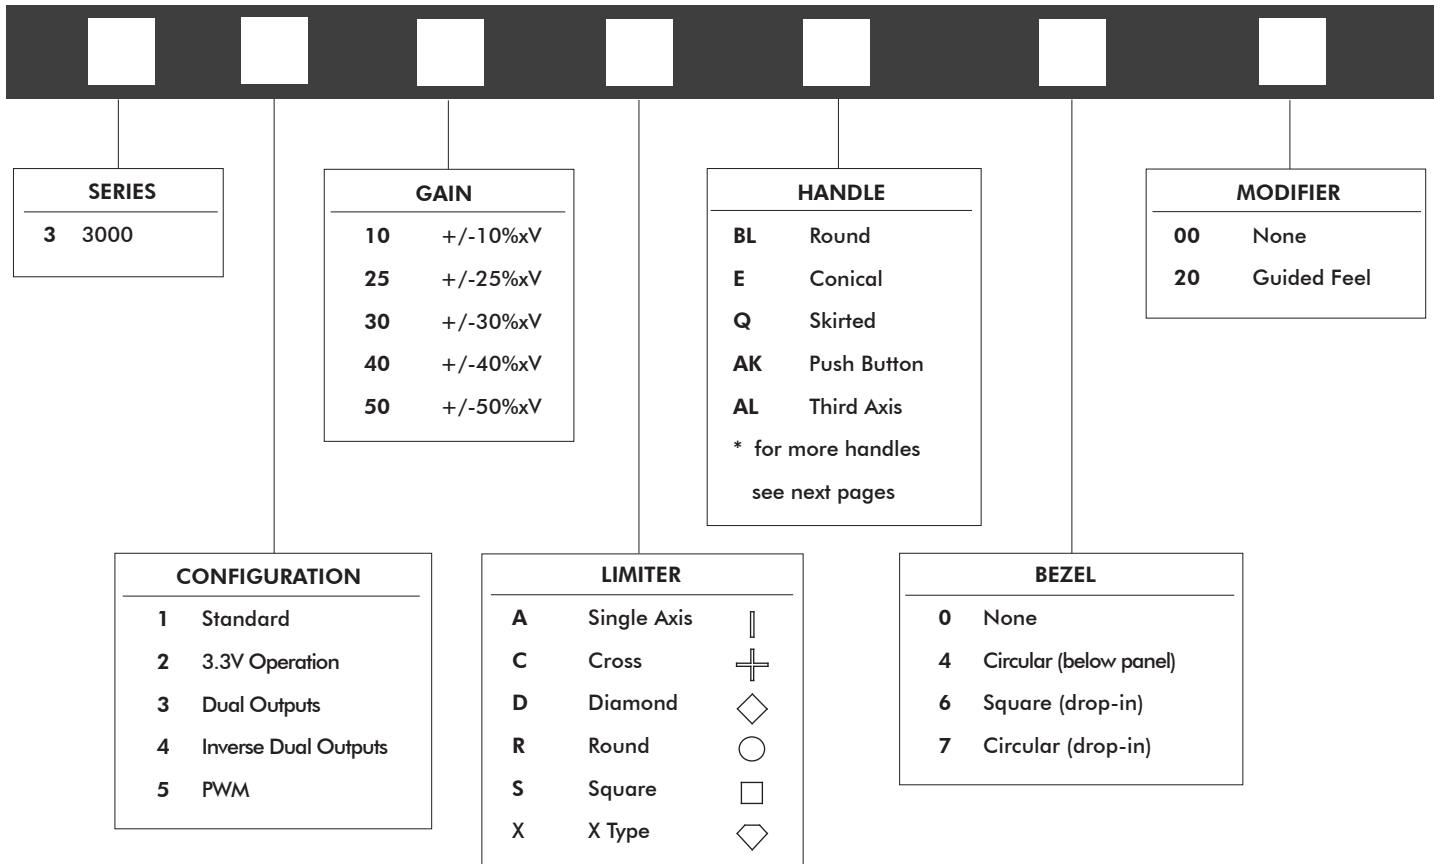 SERIES
3 3000
GAIN
10 +/-10%xV
25 +/-25%xV
30 +/-30%xV
40 +/-40%xV
50 +/-50%xV
HANDLE
BL Round
E Conical
Q Skirted
AK Push Button
AL Third Axis
* for more handles
see next pages
MODIFIER
00 None
20 Guided Feel
CONFIGURATION
1 Standard
2 3.3V Operation
3 Dual Outputs
4 Inverse Dual Outputs
5 PWM
LIMITER
A Single Axis
C Cross
D Diamond
R Round
S Square
X X Type
BEZEL
0 None
4 Circular (below panel)
6 Square (drop-in)
7 Circular (drop-in)